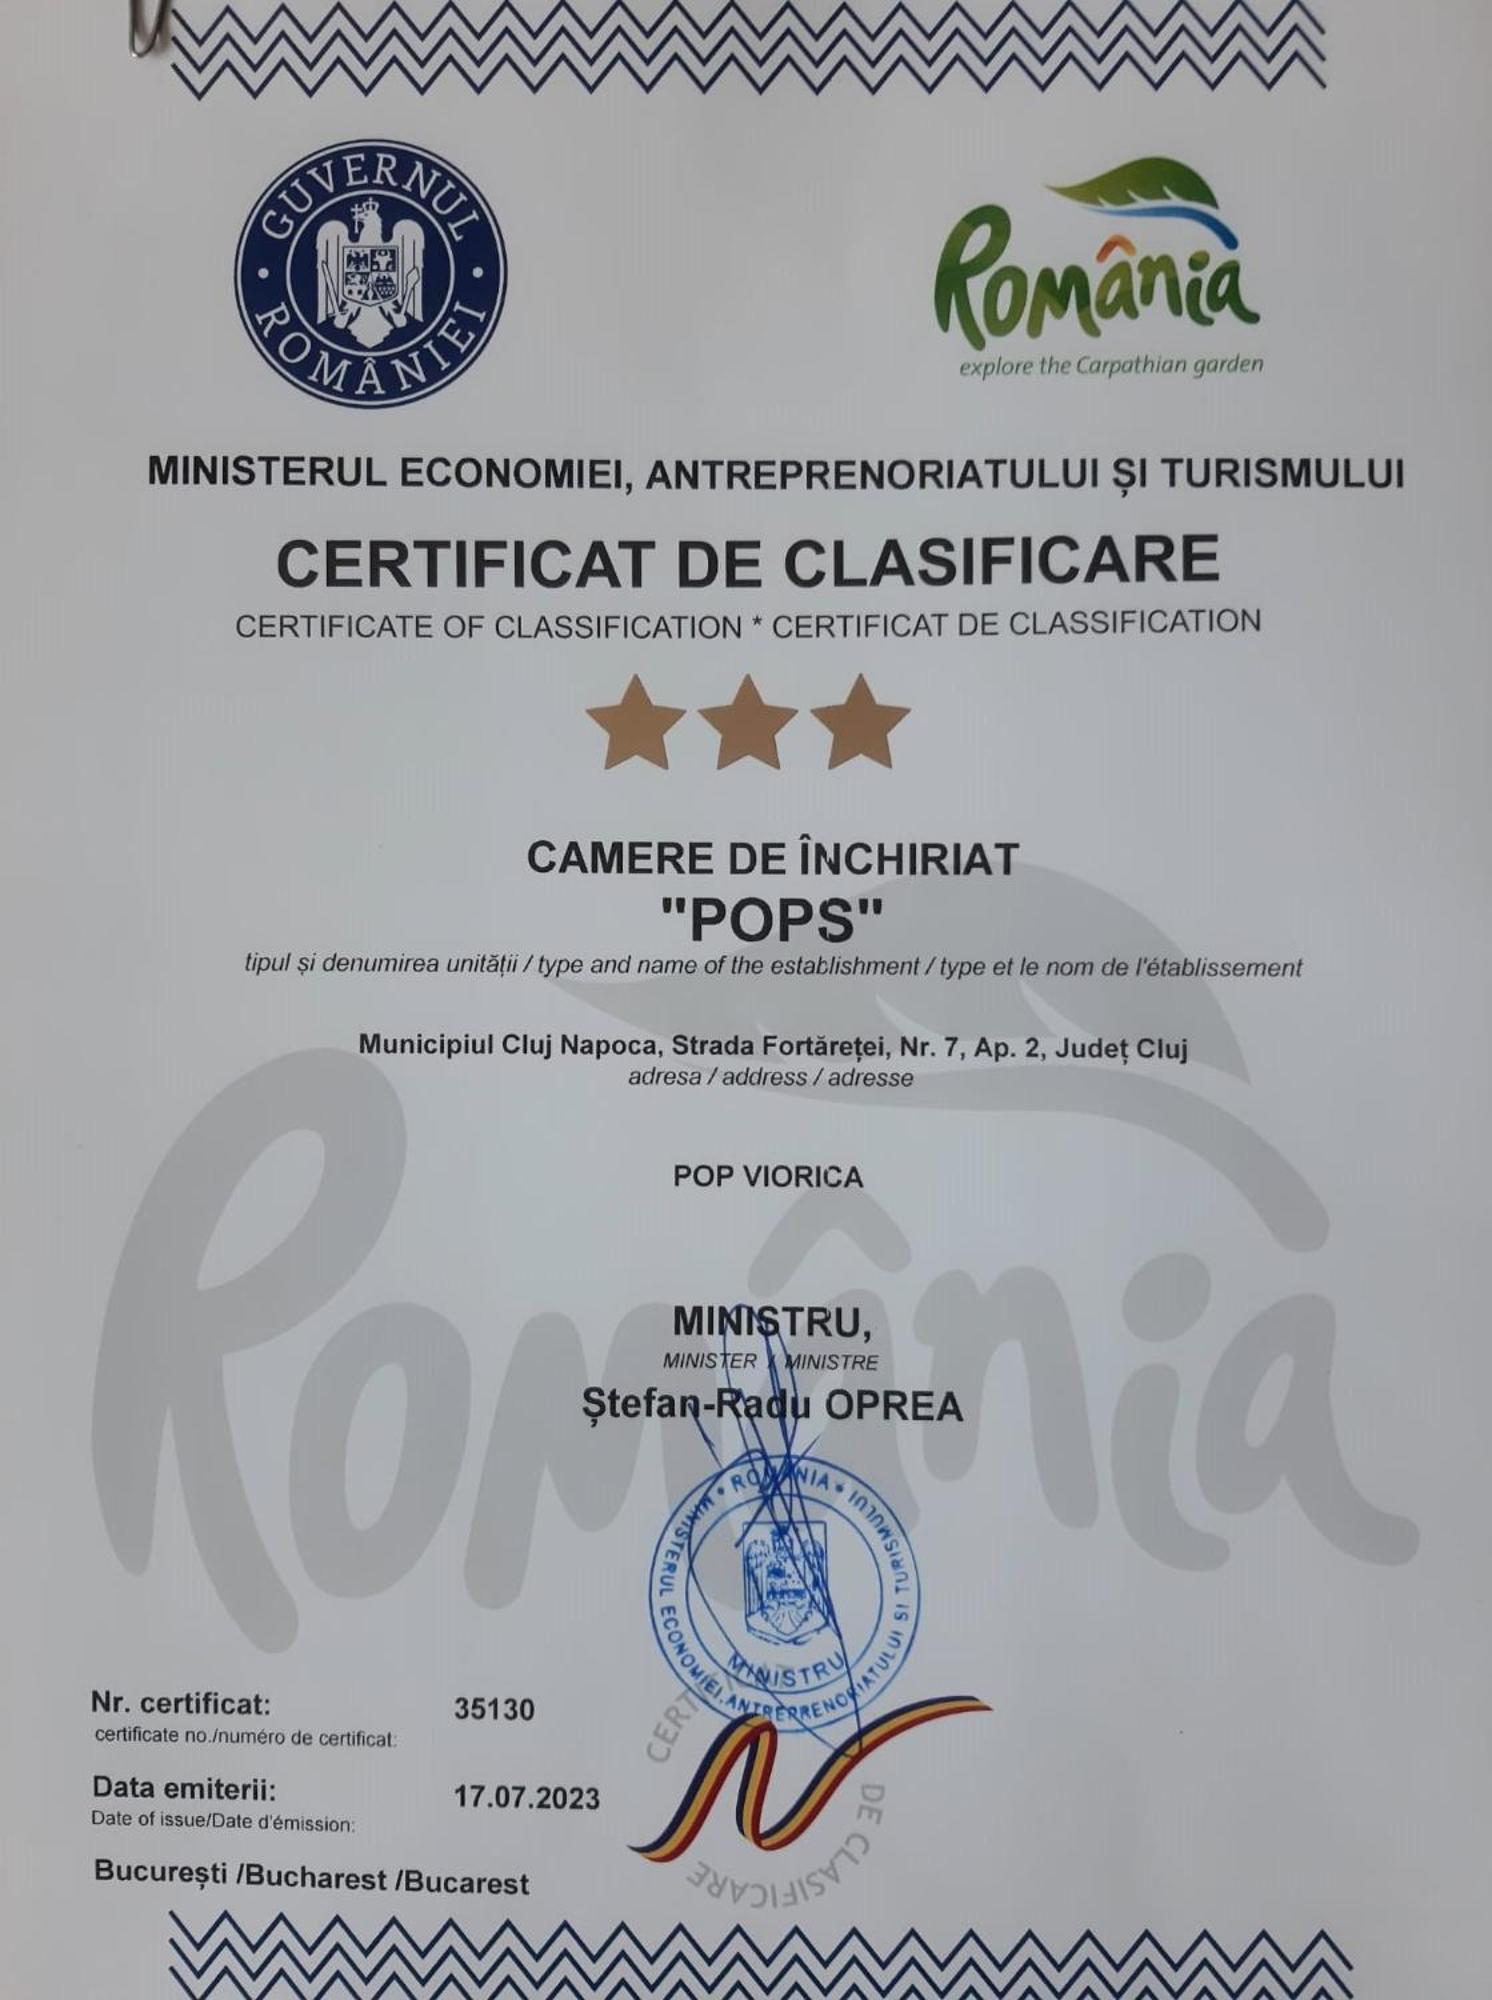 GUVERNUL ROMÂNIEI
România
explore the Carpathian garden
MINISTERUL ECONOMIEI, ANTREPRENORIATULUI ȘI TURISMULUI
CERTIFICAT DE CLASIFICARE
CERTIFICATE OF CLASSIFICATION * CERTIFICAT DE CLASSIFICATION
CAMERE DE ÎNCHIRIAT
"POPS"
tipul și denumirea unității / type and name of the establishment / type et le nom de l'établissement
Municipiul Cluj Napoca, Strada Fortăreței, Nr. 7, Ap. 2, Județ Cluj
adresa / address / adresse
POP VIORICA
România
MINISTRU,
MINISTER / MINISTRE
Ștefan-Radu OPREA
ROMÂNIA * MINISTERUL ECONOMIEI, ANTREPRENORIATULUI SI TURISMULUI
MINISTRU
Nr. certificat: 35130
certificate no./numéro de certificat:
Data emiterii: 17.07.2023
Date of issue/Date d'émission:
București /Bucharest /Bucarest
CERTIFICAT DE CLASIFICARE